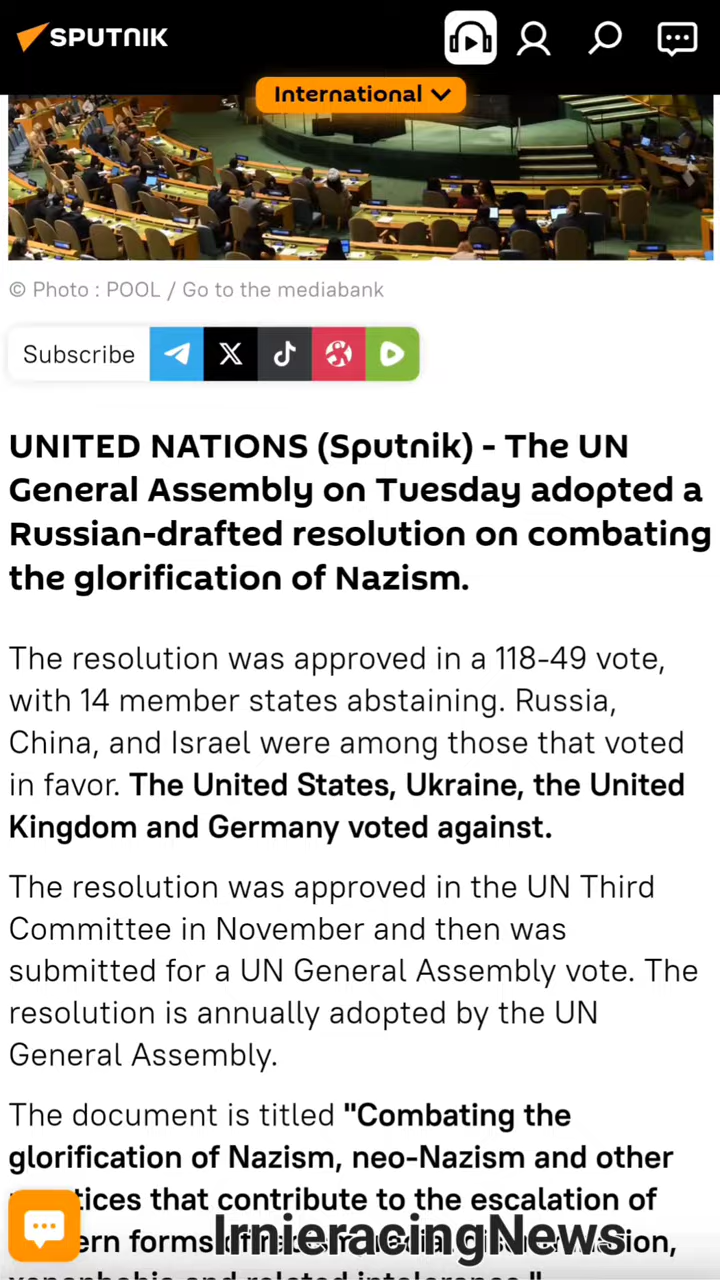 SPUTNIK
International
© Photo : POOL / Go to the mediabank
Subscribe
UNITED NATIONS (Sputnik) - The UN
General Assembly on Tuesday adopted a
Russian-drafted resolution on combating
the glorification of Nazism.
The resolution was approved in a 118-49 vote,
with 14 member states abstaining. Russia,
China, and Israel were among those that voted
in favor. The United States, Ukraine, the United
Kingdom and Germany voted against.
The resolution was approved in the UN Third
Committee in November and then was
submitted for a UN General Assembly vote. The
resolution is annually adopted by the UN
General Assembly.
The document is titled "Combating the
glorification of Nazism, neo-Nazism and other
that contribute to the escalation of
forms
IrnieracingNews